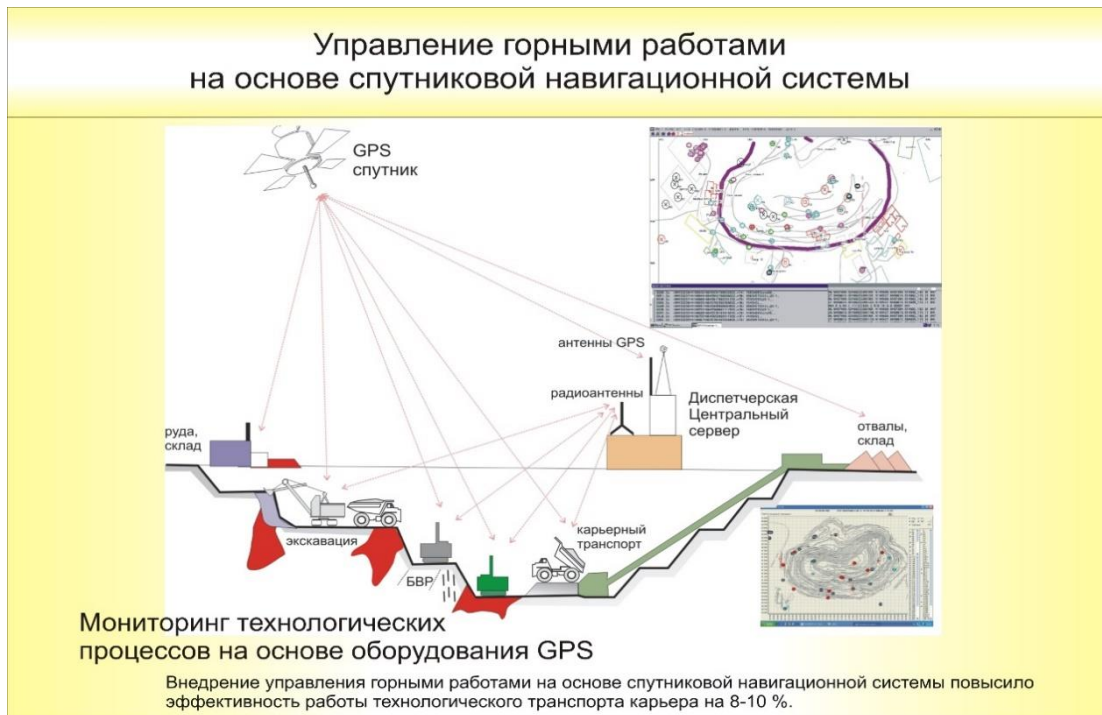 Управление горными работами
на основе спутниковой навигационной системы
GPS
спутник
антенны GPS
радиоантенны
Диспетчерская
Центральный
сервер
отвалы,
склад
руда,
склад
экскавация
БВР
карьерный
транспорт
Мониторинг технологических
процессов на основе оборудования GPS
Внедрение управления горными работами на основе спутниковой навигационной системы повысило
эффективность работы технологического транспорта карьера на 8-10 %.